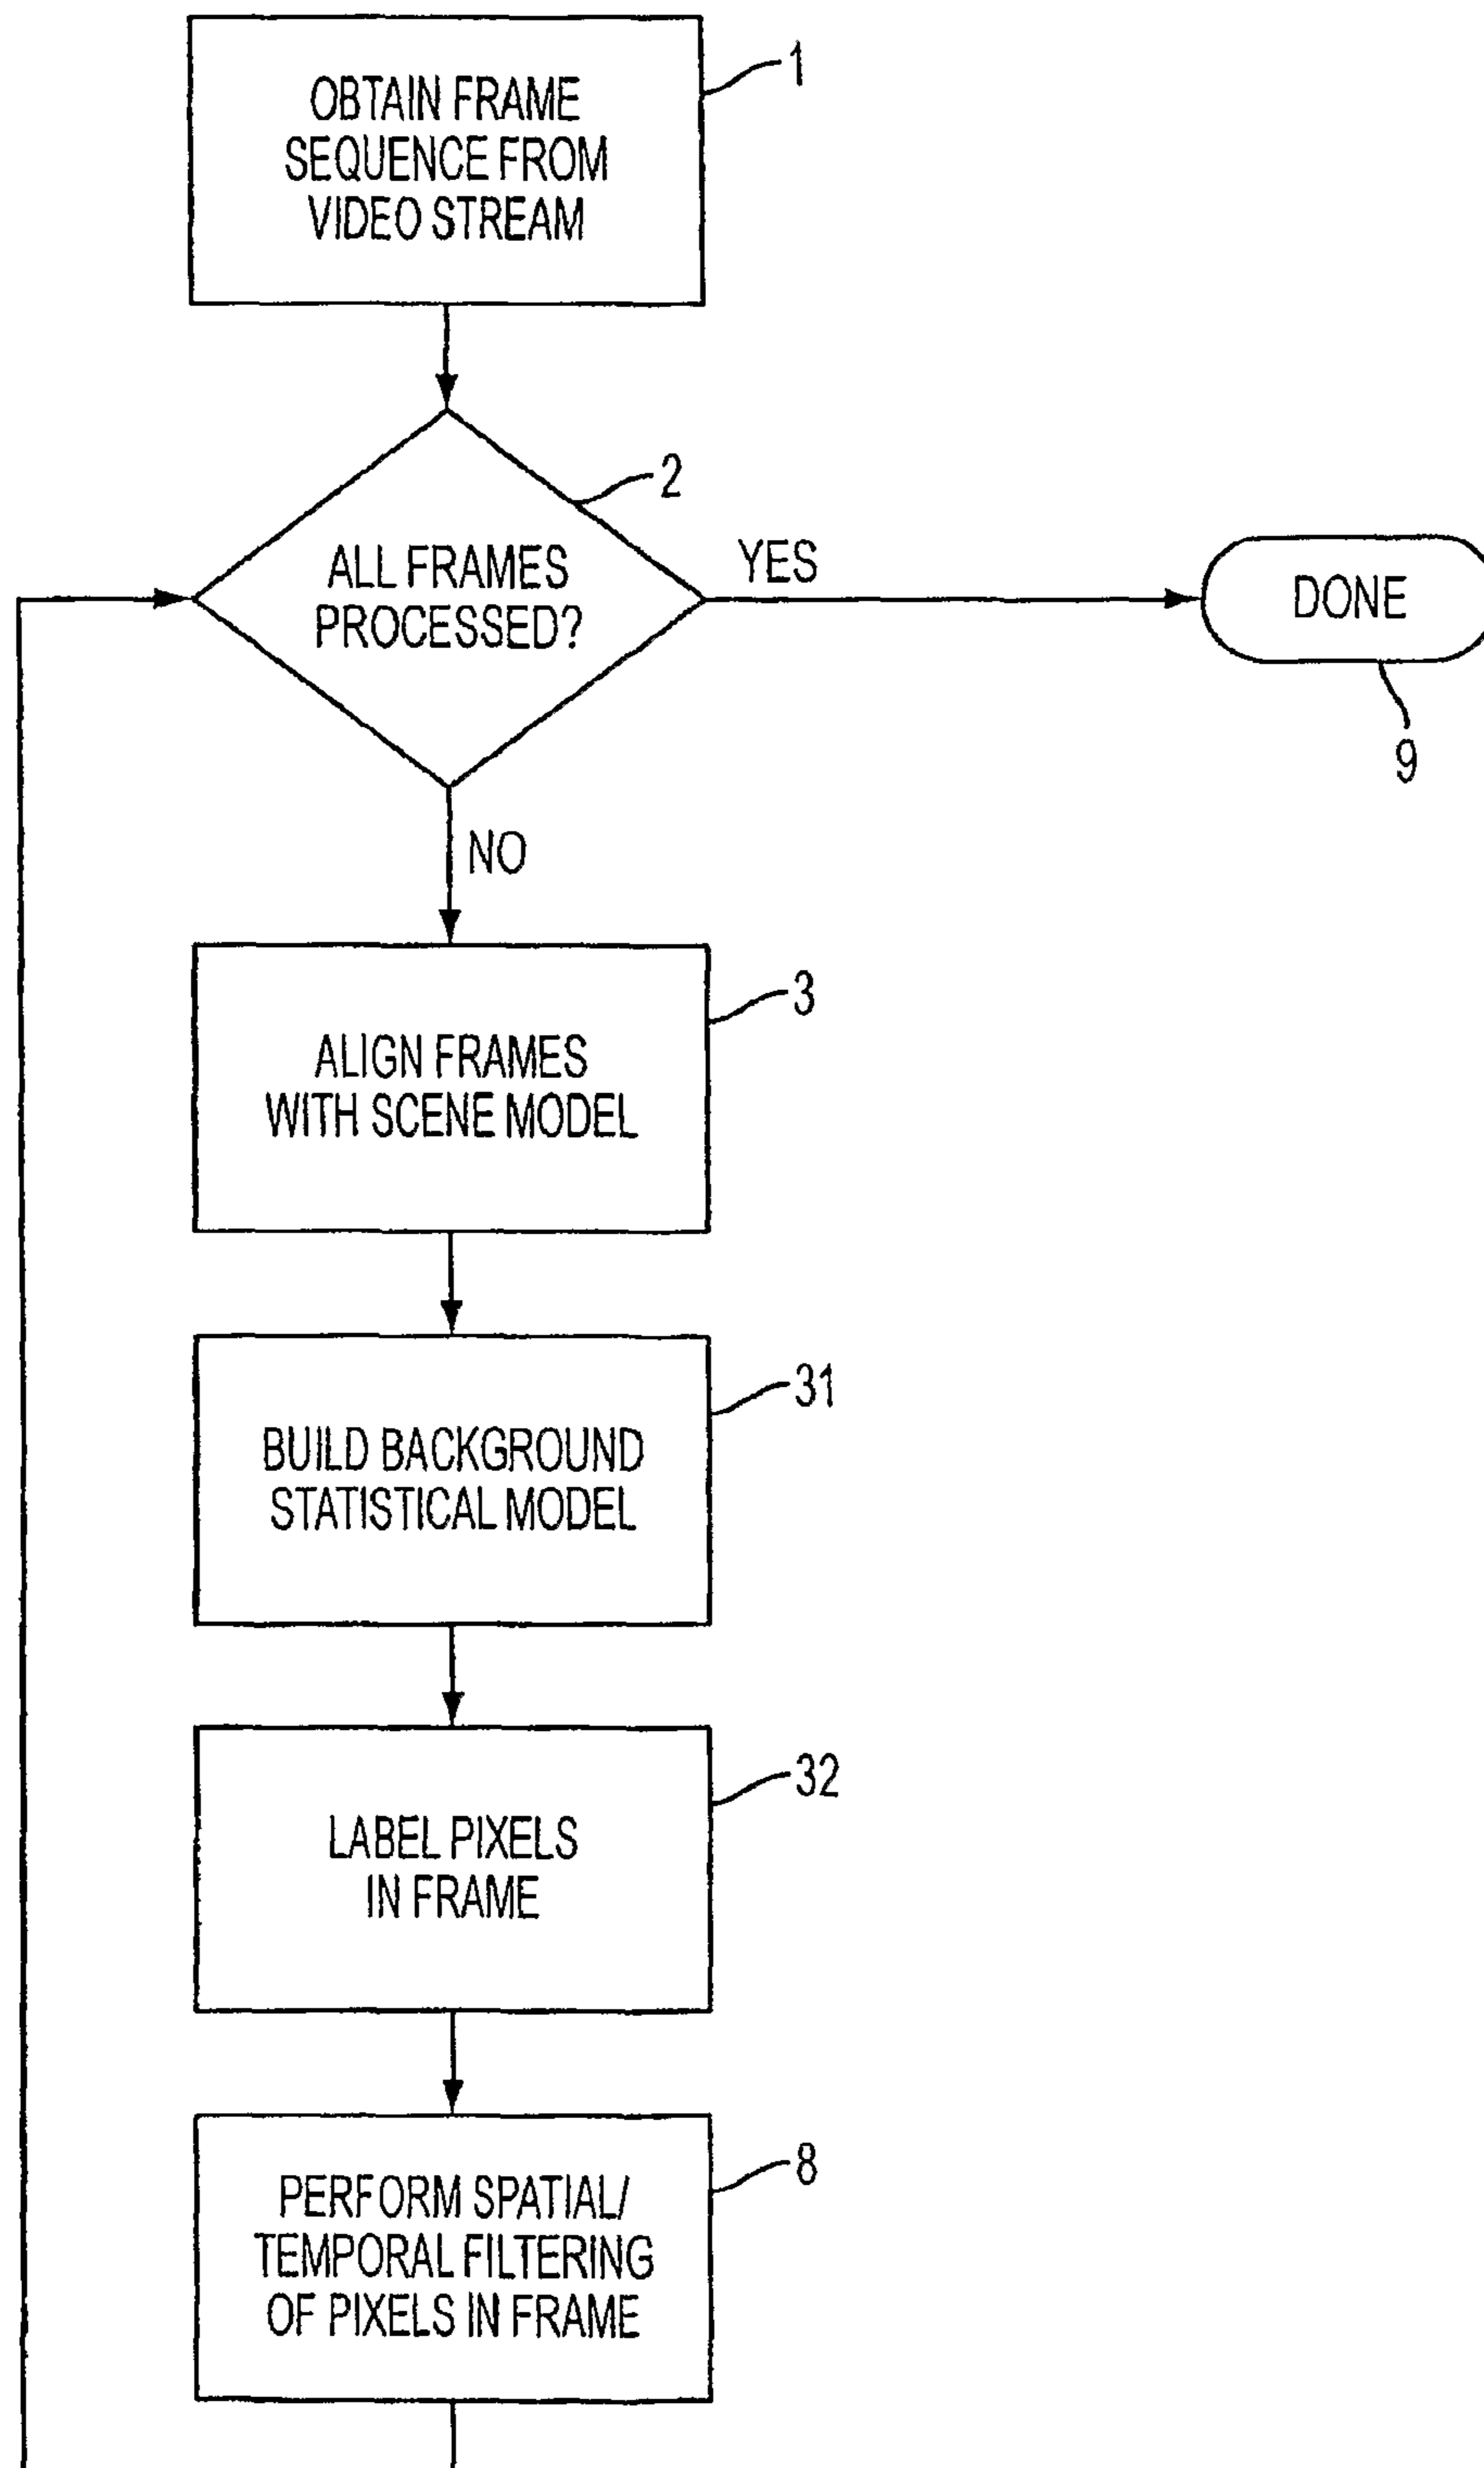 OBTAIN FRAME
SEQUENCE FROM
VIDEO STREAM
1
ALL FRAMES
PROCESSED?
2
YES
DONE
9
NO
ALIGN FRAMES
WITH SCENE MODEL
3
BUILD BACKGROUND
STATISTICAL MODEL
31
LABEL PIXELS
IN FRAME
32
PERFORM SPATIAL/
TEMPORAL FILTERING
OF PIXELS IN FRAME
8